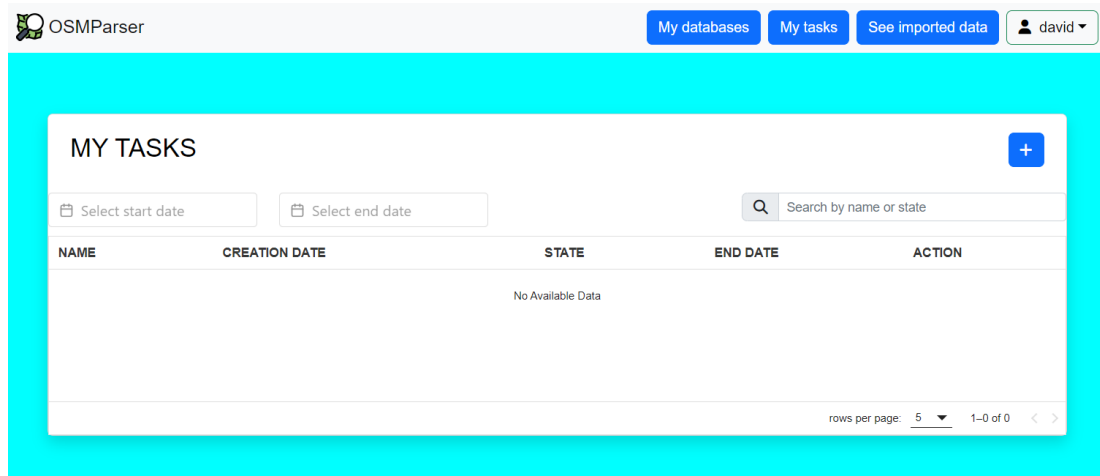 OSMParser My databases My tasks See imported data david
MY TASKS +
Select start date Select end date Search by name or state
NAME CREATION DATE STATE END DATE ACTION
No Available Data
rows per page: 5 1–0 of 0